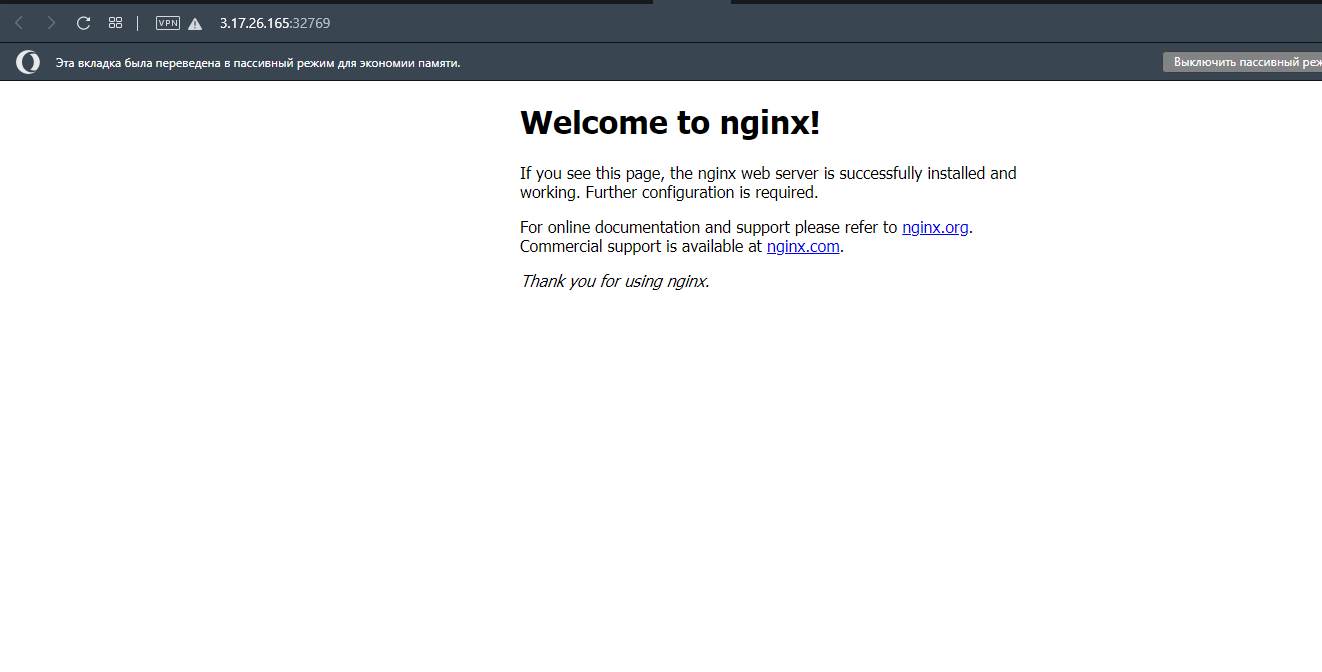 VPN 3.17.26.165:32769
Эта вкладка была переведена в пассивный режим для экономии памяти.
Выключить пассивный реж
Welcome to nginx!
If you see this page, the nginx web server is successfully installed and
working. Further configuration is required.
For online documentation and support please refer to nginx.org.
Commercial support is available at nginx.com.
Thank you for using nginx.